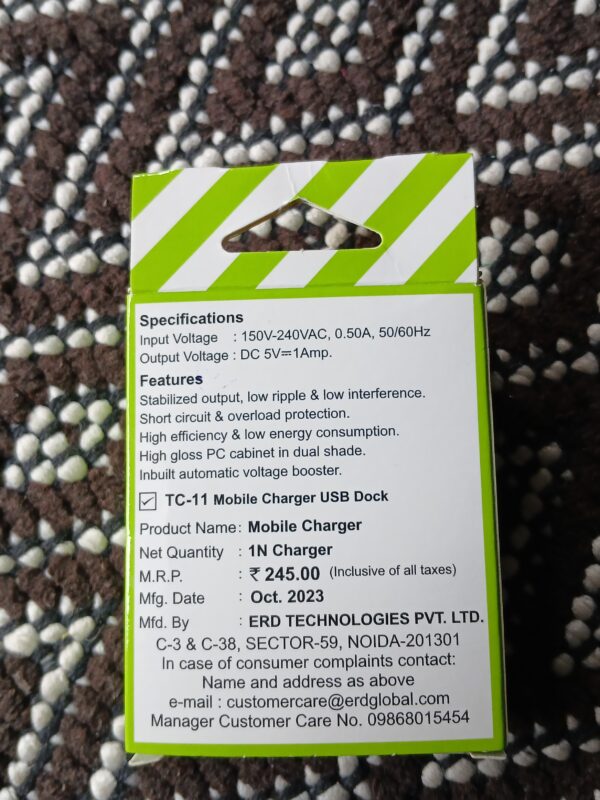 Specifications
Input Voltage : 150V-240VAC, 0.50A, 50/60Hz
Output Voltage : DC 5V⎓1Amp.
Features
Stabilized output, low ripple & low interference.
Short circuit & overload protection.
High efficiency & low energy consumption.
High gloss PC cabinet in dual shade.
Inbuilt automatic voltage booster.
☑ TC-11 Mobile Charger USB Dock
Product Name : Mobile Charger
Net Quantity : 1N Charger
M.R.P. : ₹ 245.00 (Inclusive of all taxes)
Mfg. Date : Oct. 2023
Mfd. By : ERD TECHNOLOGIES PVT. LTD.
C-3 & C-38, SECTOR-59, NOIDA-201301
In case of consumer complaints contact:
Name and address as above
e-mail : customercare@erdglobal.com
Manager Customer Care No. 09868015454